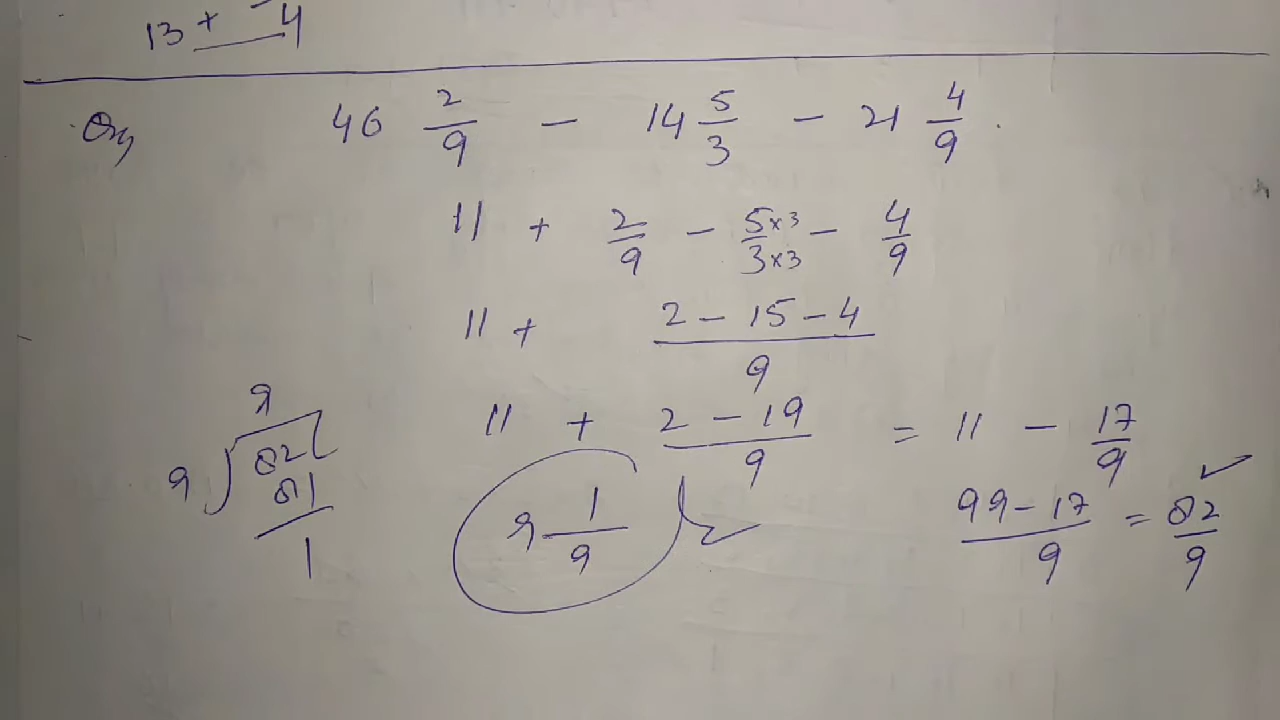 13 + - 4
Q 46 2/9 - 14 5/3 - 21 4/9 .
11 + 2/9 - 5×3/3×3 - 4/9
11 + 2 - 15 - 4 / 9
11 + 2 - 19 / 9 = 11 - 17/9
9 1/9
99 - 17 / 9 = 82/9 ✓
9
9 82
81
1